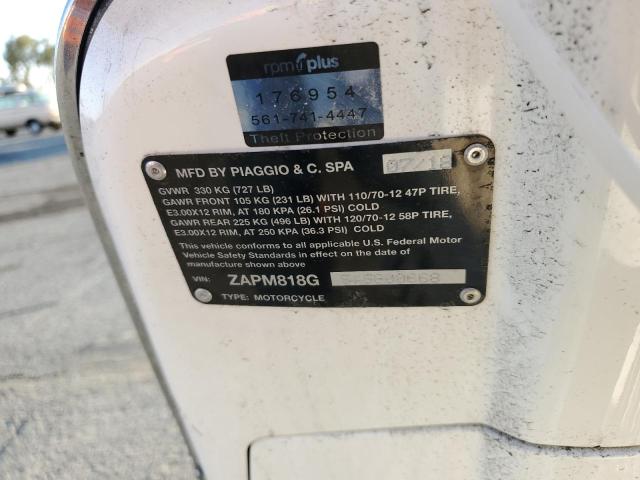 rpm plus
176954
561-741-4447
Theft Protection
MFD BY PIAGGIO & C. SPA 07/18
GVWR 330 KG (727 LB)
GAWR FRONT 105 KG (231 LB) WITH 110/70-12 47P TIRE,
E3.00X12 RIM, AT 180 KPA (26.1 PSI) COLD
GAWR REAR 225 KG (496 LB) WITH 120/70-12 58P TIRE,
E3.00X12 RIM, AT 250 KPA (36.3 PSI) COLD
This vehicle conforms to all applicable U.S. Federal Motor
Vehicle Safety Standards in effect on the date of
manufacture shown above
VIN: ZAPM818G
TYPE: MOTORCYCLE